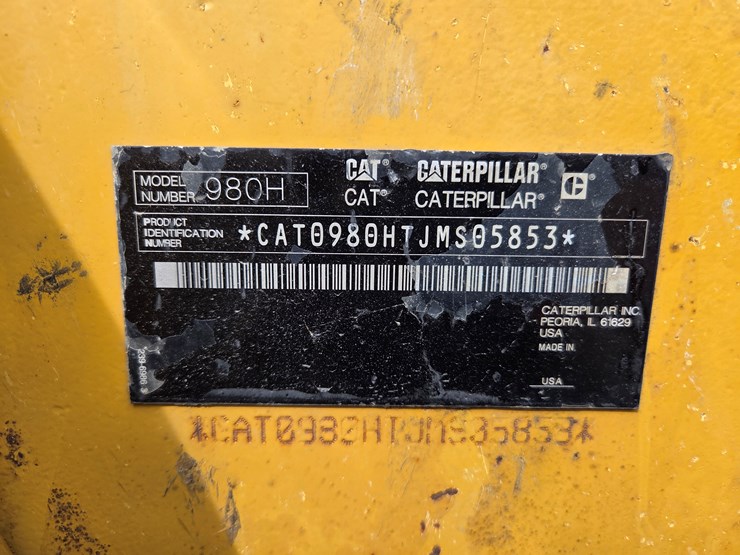 MODEL NUMBER 980H
CAT® CATERPILLAR®
CAT® CATERPILLAR® C
PRODUCT IDENTIFICATION NUMBER *CAT0980HTJMS05853*
CATERPILLAR INC.
PEORIA, IL 61629
USA
MADE IN
USA
*CAT0980HTJMS05853*